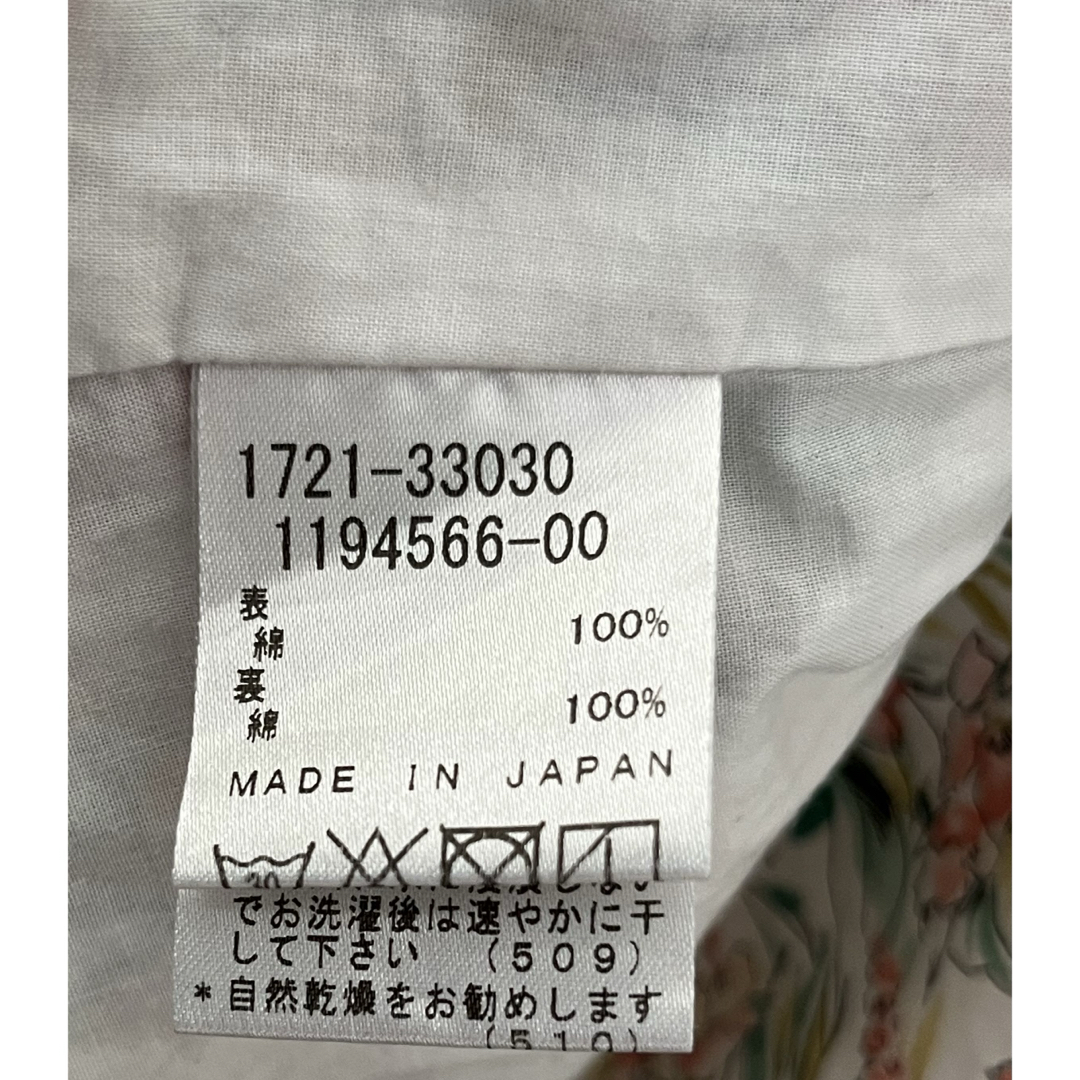 1721-33030
1194566-00
表
綿 100%
裏
綿 100%
MADE IN JAPAN
でお洗濯後は速やかに干
して下さい (509)
*自然乾燥をお勧めします
(510)